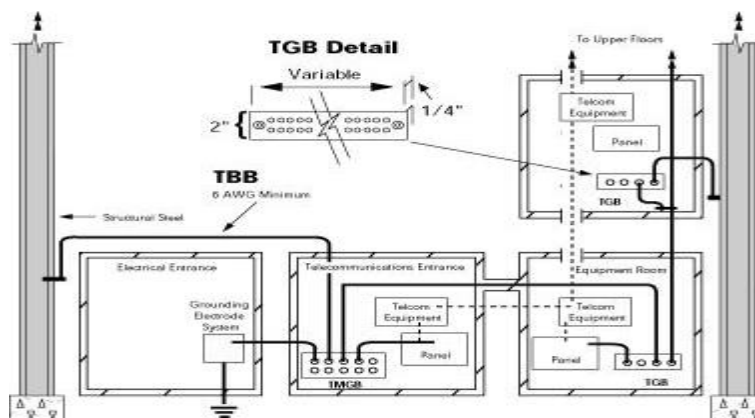 TGB Detail
Variable
1/4"
2"
To Upper Floors
Telcom
Equipment
Panel
TGB
TBB
6 AWG Minimum
Structural Steel
Electrical Entrance
Grounding
Electrode
System
Telecommunications Entrance
Telcom
Equipment
Panel
TMGB
Equipment Room
Telcom
Equipment
Panel
TGB